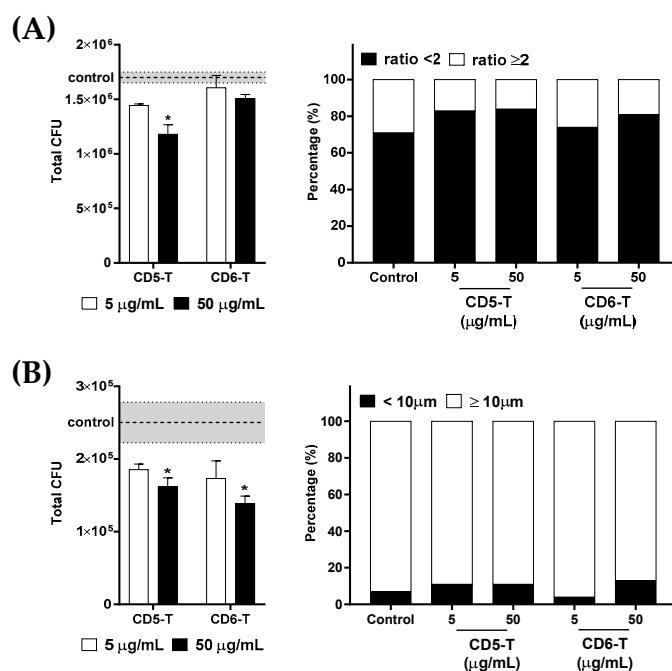 (A)
Total CFU
2×10⁶
control
1.5×10⁶
1×10⁶
5×10⁵
0
*
CD5-T CD6-T
5 μg/mL 50 μg/mL
ratio <2 ratio ≥2
Percentage (%)
100
80
60
40
20
0
Control 5 50 5 50
CD5-T CD6-T
(μg/mL) (μg/mL)
(B)
Total CFU
3×10⁵
control
2×10⁵
1×10⁵
0
* *
CD5-T CD6-T
5 μg/mL 50 μg/mL
< 10μm ≥ 10μm
Percentage (%)
100
80
60
40
20
0
Control 5 50 5 50
CD5-T CD6-T
(μg/mL) (μg/mL)